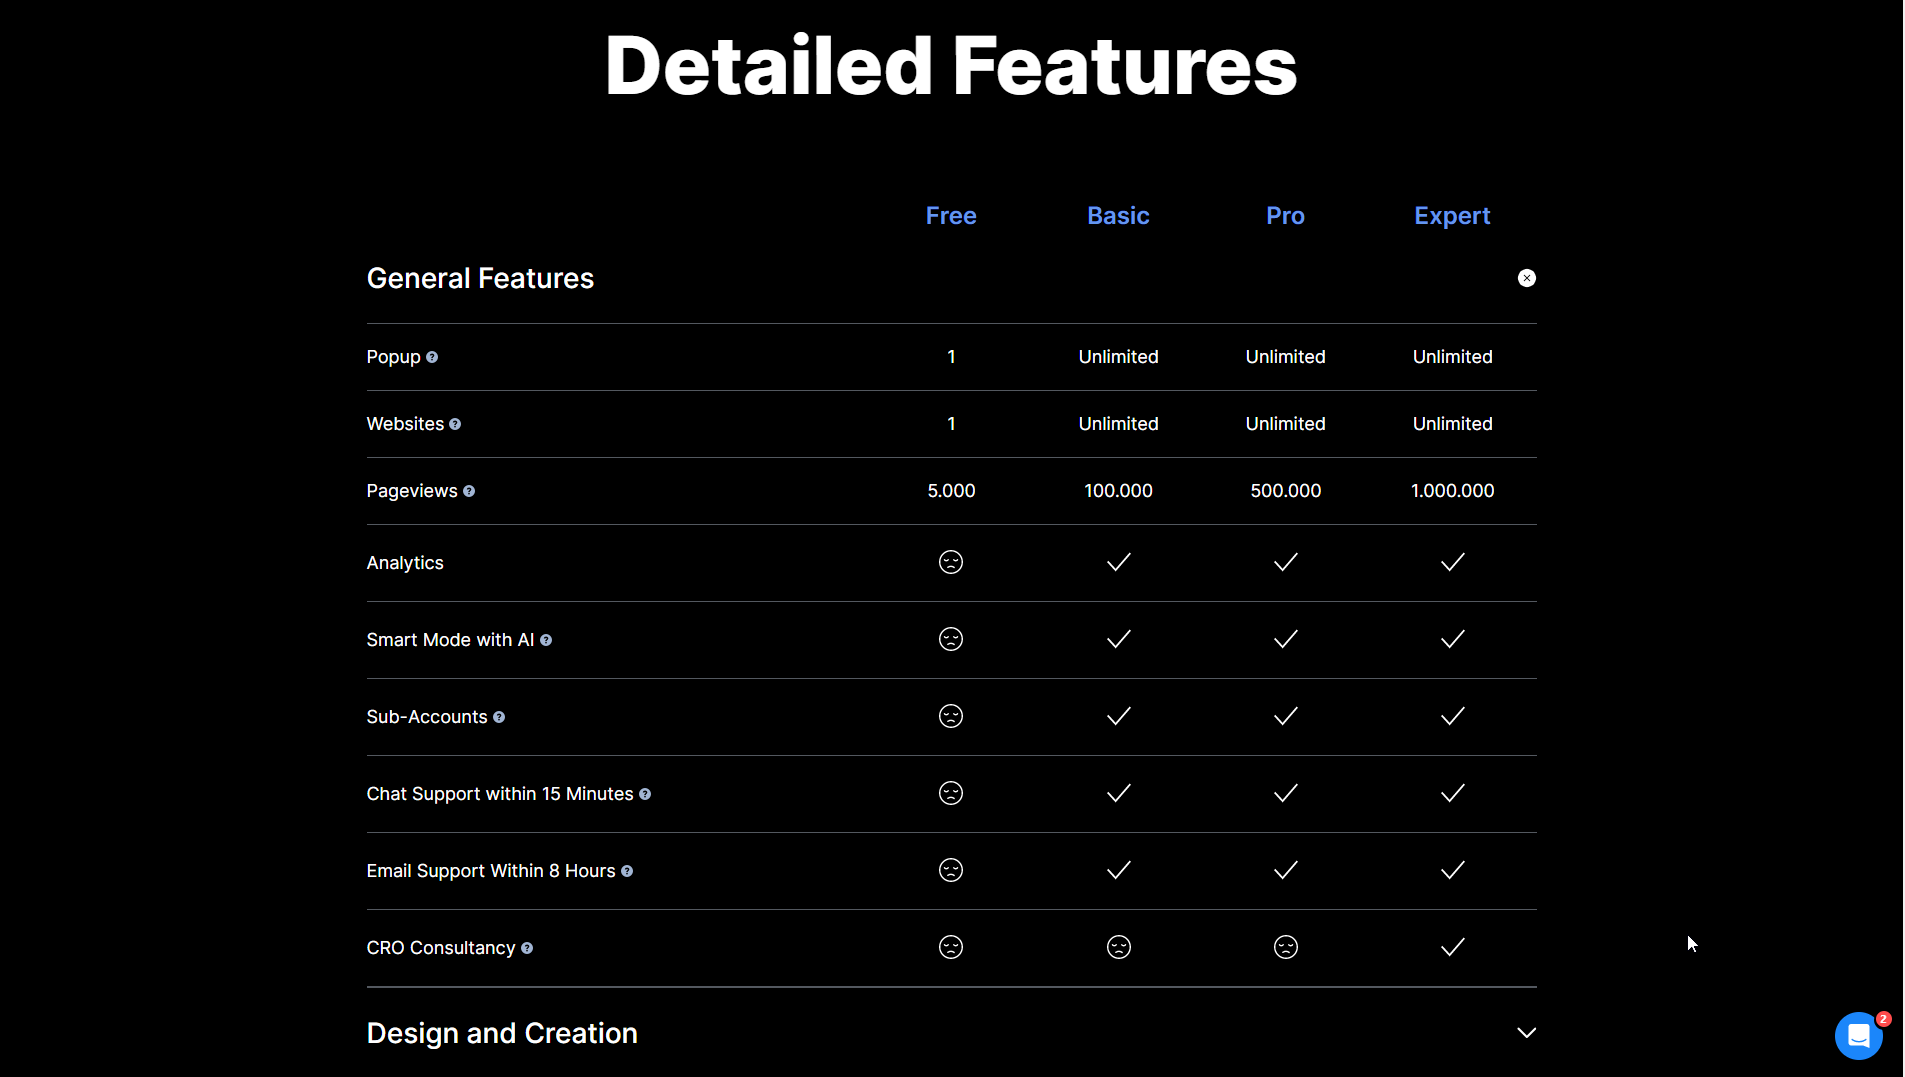 Detailed Features
Free Basic Pro Expert
General Features
Popup ? 1 Unlimited Unlimited Unlimited
Websites ? 1 Unlimited Unlimited Unlimited
Pageviews ? 5.000 100.000 500.000 1.000.000
Analytics
Smart Mode with AI ?
Sub-Accounts ?
Chat Support within 15 Minutes ?
Email Support Within 8 Hours ?
CRO Consultancy ?
Design and Creation
2